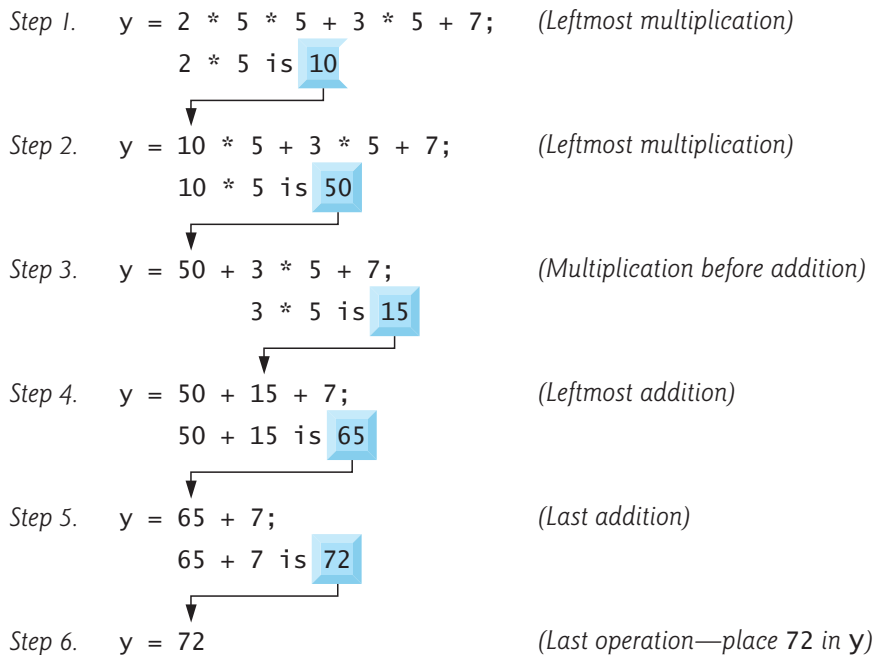 Step 1. y = 2 * 5 * 5 + 3 * 5 + 7; (Leftmost multiplication)
2 * 5 is 10
Step 2. y = 10 * 5 + 3 * 5 + 7; (Leftmost multiplication)
10 * 5 is 50
Step 3. y = 50 + 3 * 5 + 7; (Multiplication before addition)
3 * 5 is 15
Step 4. y = 50 + 15 + 7; (Leftmost addition)
50 + 15 is 65
Step 5. y = 65 + 7; (Last addition)
65 + 7 is 72
Step 6. y = 72 (Last operation—place 72 in y)